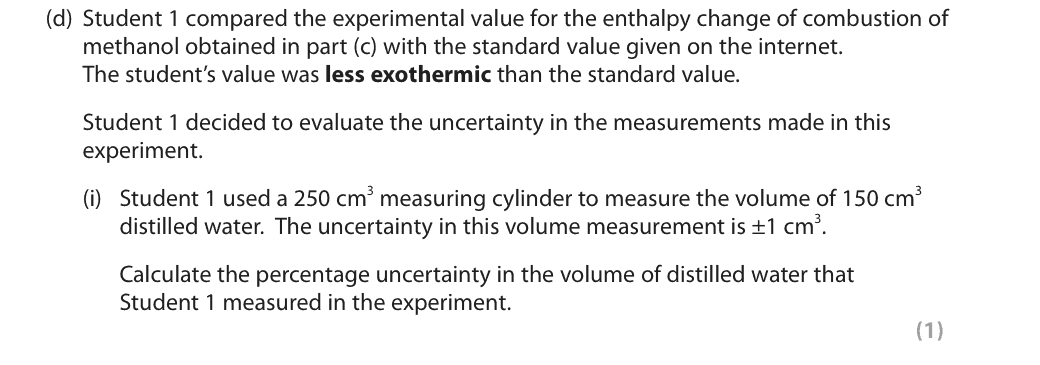 (d) Student 1 compared the experimental value for the enthalpy change of combustion of
methanol obtained in part (c) with the standard value given on the internet.
The student's value was less exothermic than the standard value.
Student 1 decided to evaluate the uncertainty in the measurements made in this
experiment.
(i) Student 1 used a 250 cm³ measuring cylinder to measure the volume of 150 cm³
distilled water. The uncertainty in this volume measurement is ±1 cm³.
Calculate the percentage uncertainty in the volume of distilled water that
Student 1 measured in the experiment.
(1)